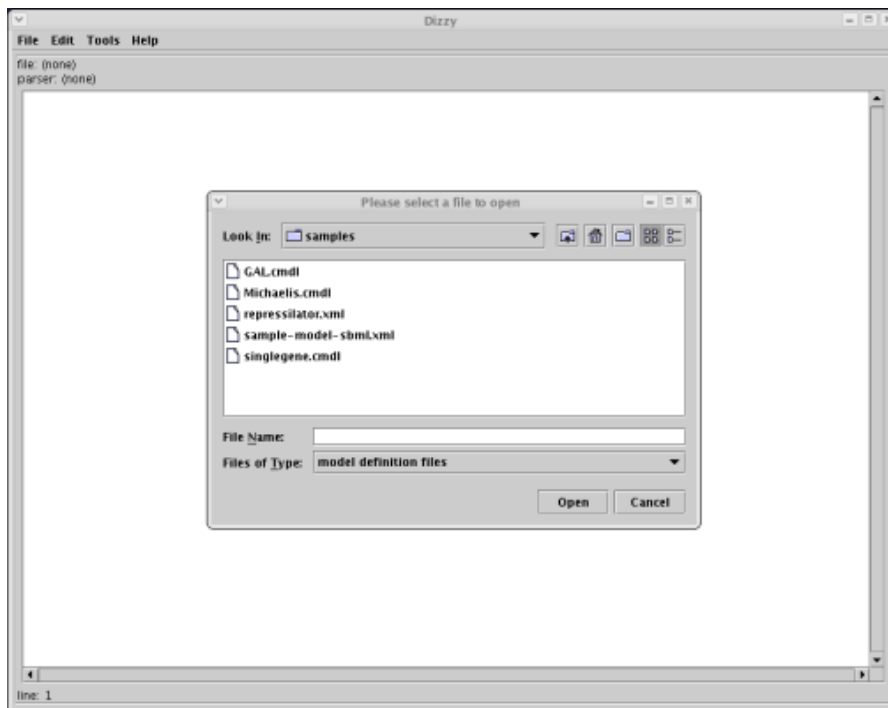 Dizzy
File Edit Tools Help
file: (none)
parser: (none)
Please select a file to open
Look In: samples
GAL.cmdl
Michaelis.cmdl
repressilator.xml
sample-model-sbml.xml
singlegene.cmdl
File Name:
Files of Type: model definition files
Open Cancel
line: 1